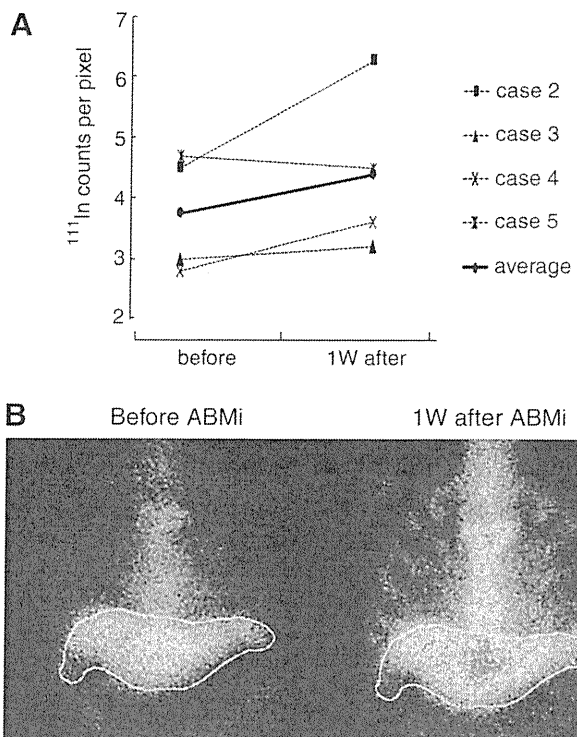 A
¹¹¹In counts per pixel
7
6
5
4
3
2
before
1W after
case 2
case 3
case 4
case 5
average
B
Before ABMi
1W after ABMi